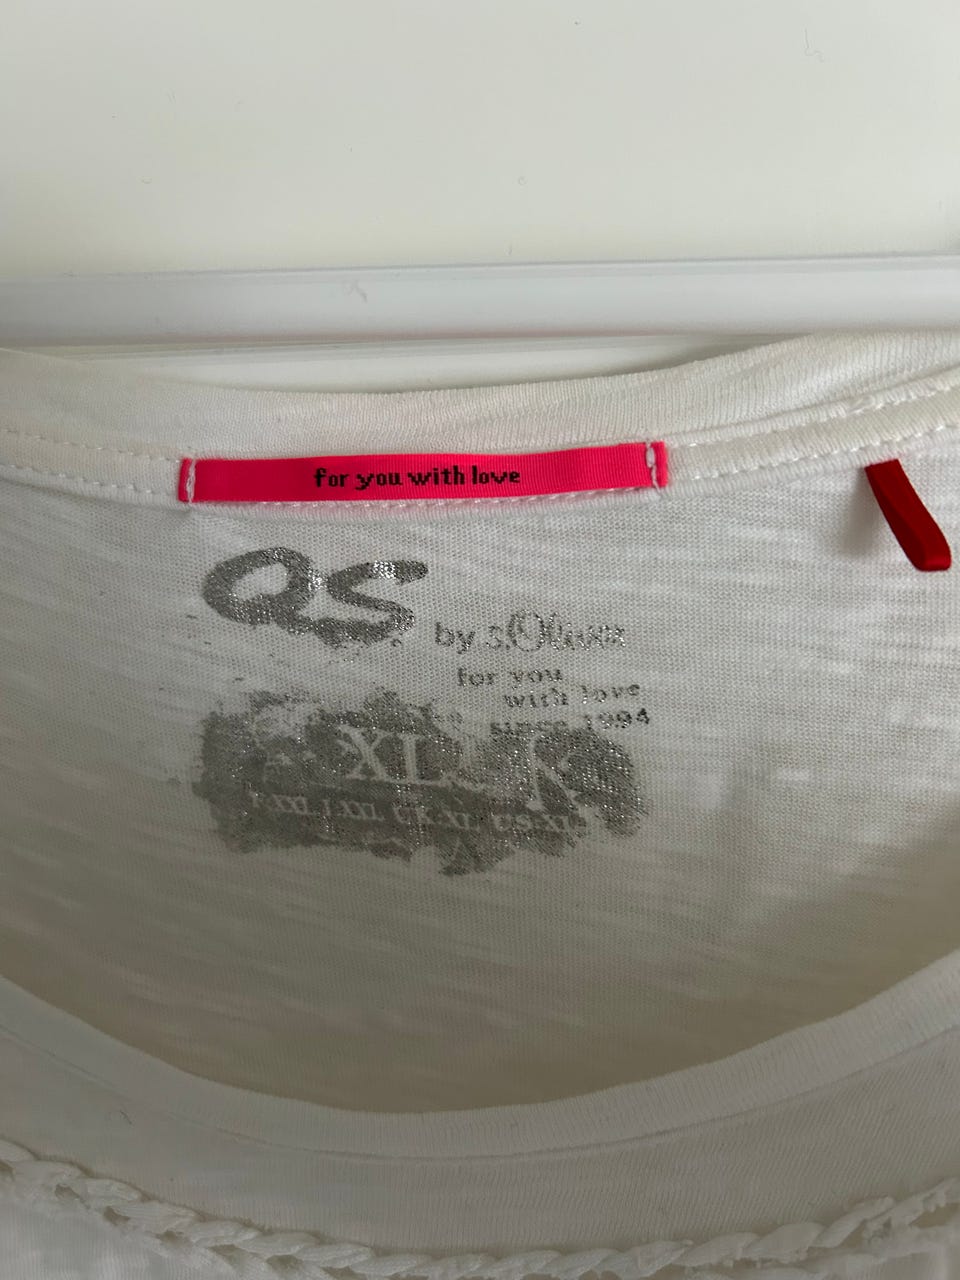 for you with love
QS
by s.Oliver
for you
with love
since 1994
XL
F-XXL I-XXL UK-XL US-XL